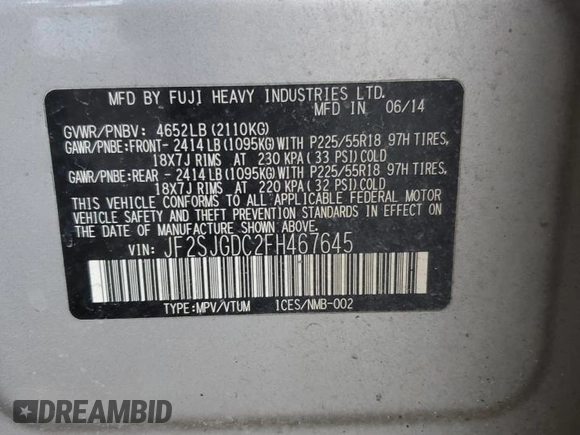 MFD BY FUJI HEAVY INDUSTRIES LTD.
MFD IN 06/14
GVWR/PNBV: 4652LB(2110KG)
GAWR/PNBE:FRONT- 2414LB(1095KG)WITH P225/55R18 97H TIRES,
18X7J RIMS AT 230 KPA(33 PSI)COLD
GAWR/PNBE:REAR - 2414LB(1095KG)WITH P225/55R18 97H TIRES,
18X7J RIMS AT 220 KPA(32 PSI)COLD
THIS VEHICLE CONFORMS TO ALL APPLICABLE FEDERAL MOTOR
VEHICLE SAFETY AND THEFT PREVENTION STANDARDS IN EFFECT
ON THE DATE OF MANUFACTURE SHOWN ABOVE.
VIN: JF2SJGDC2FH467645
TYPE:MPV/VTUM ICES/NMB-002
DREAMBID